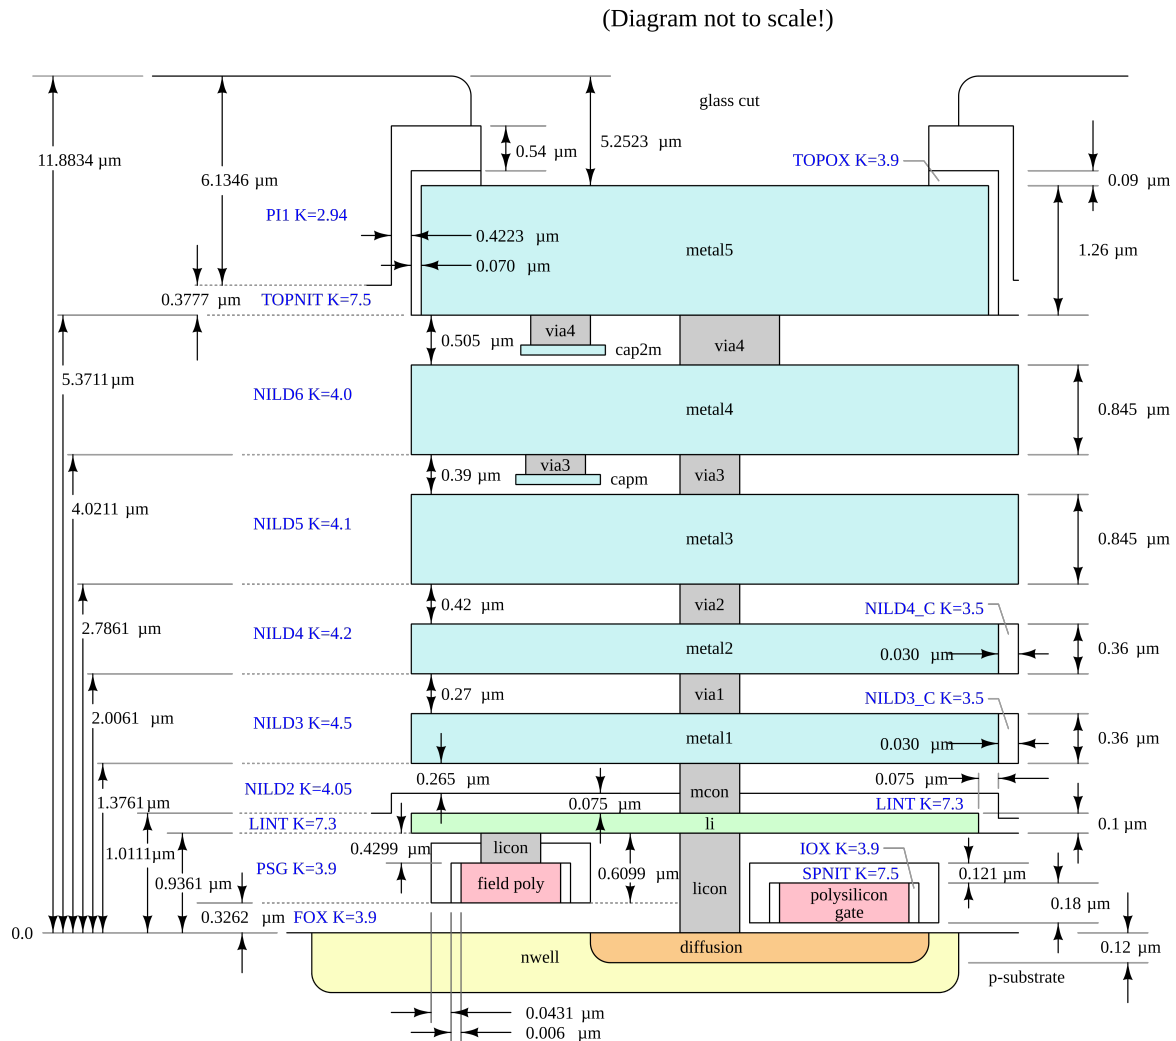 (Diagram not to scale!)
glass cut
11.8834 µm
0.54 µm
5.2523 µm
TOPOX K=3.9
6.1346 µm
0.09 µm
PI1 K=2.94
0.4223 µm
metal5
1.26 µm
0.070 µm
0.3777 µm
TOPNIT K=7.5
via4
0.505 µm
via4
cap2m
5.3711µm
NILD6 K=4.0
metal4
0.845 µm
0.39 µm
via3
via3
capm
4.0211 µm
NILD5 K=4.1
metal3
0.845 µm
0.42 µm
via2
NILD4_C K=3.5
2.7861 µm
NILD4 K=4.2
metal2
0.030 µm
0.36 µm
0.27 µm
via1
NILD3_C K=3.5
2.0061 µm
NILD3 K=4.5
metal1
0.030 µm
0.36 µm
0.265 µm
0.075 µm
NILD2 K=4.05
mcon
1.3761µm
0.075 µm
LINT K=7.3
LINT K=7.3
li
0.1 µm
1.0111µm
0.4299 µm
licon
IOX K=3.9
PSG K=3.9
0.6099 µm
SPNIT K=7.5
0.121 µm
0.9361 µm
field poly
licon
polysilicon
gate
0.18 µm
0.3262 µm
FOX K=3.9
0.0
diffusion
0.12 µm
nwell
p-substrate
0.0431 µm
0.006 µm